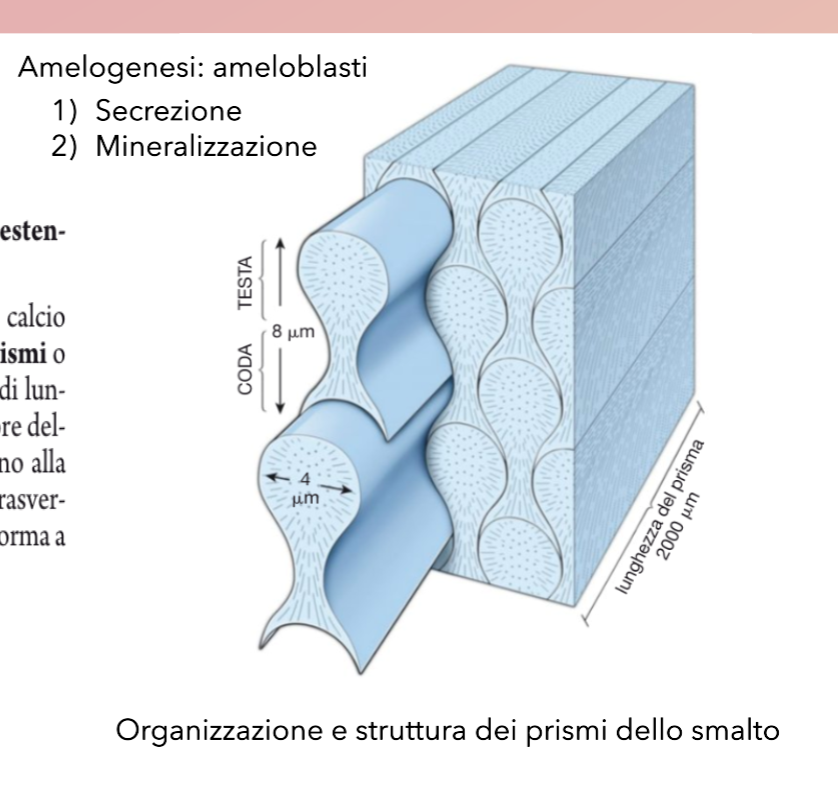 Amelogenesi: ameloblasti
1) Secrezione
2) Mineralizzazione
esten-
calcio
ismi o
di lun-
re del-
no alla
rasver-
orma a
TESTA
8 µm
CODA
4
µm
lunghezza del prisma
2000 µm
Organizzazione e struttura dei prismi dello smalto